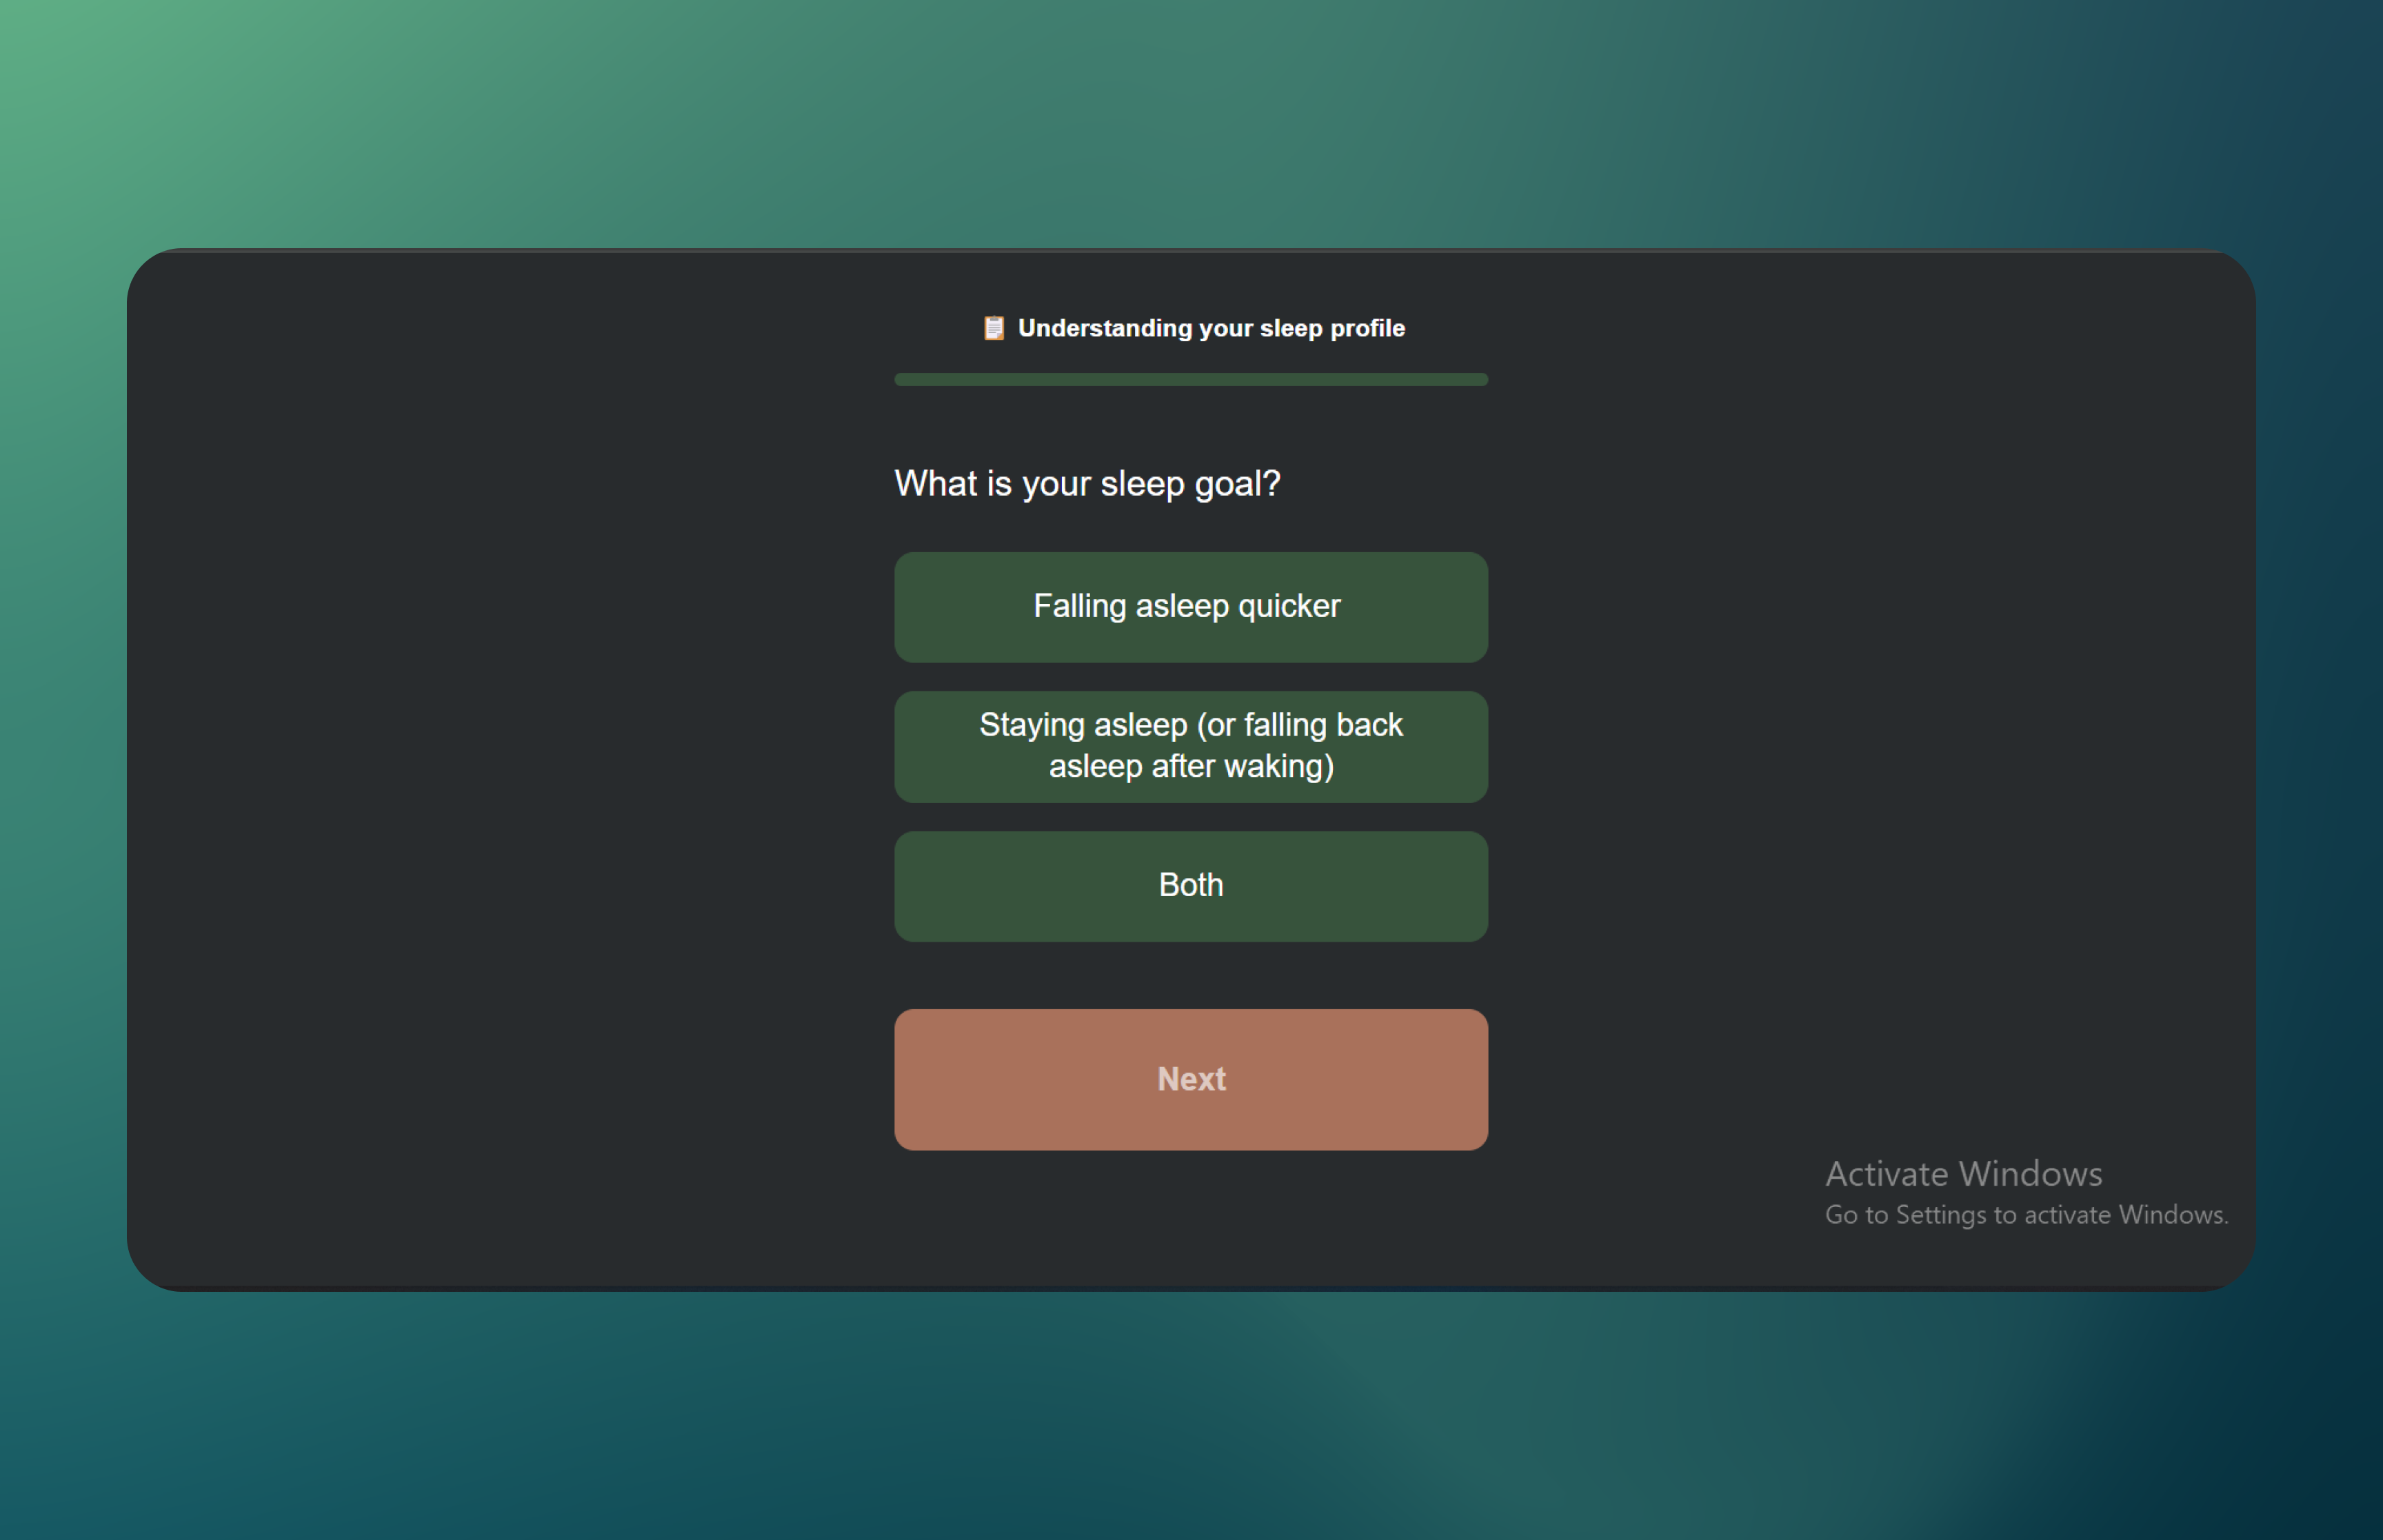 Understanding your sleep profile
What is your sleep goal?
Falling asleep quicker
Staying asleep (or falling back
asleep after waking)
Both
Next
Activate Windows
Go to Settings to activate Windows.